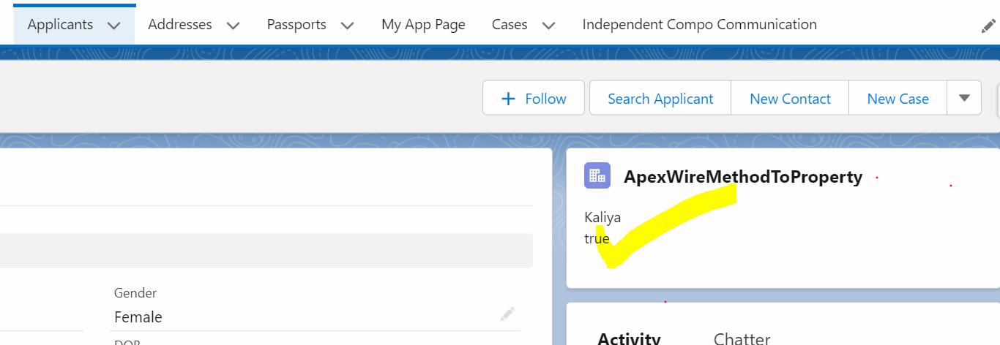 Applicants Addresses Passports My App Page Cases Independent Compo Communication
Follow Search Applicant New Contact New Case
ApexWireMethodToProperty
Kaliya
true
Gender
Female
DOB
Activity Chatter